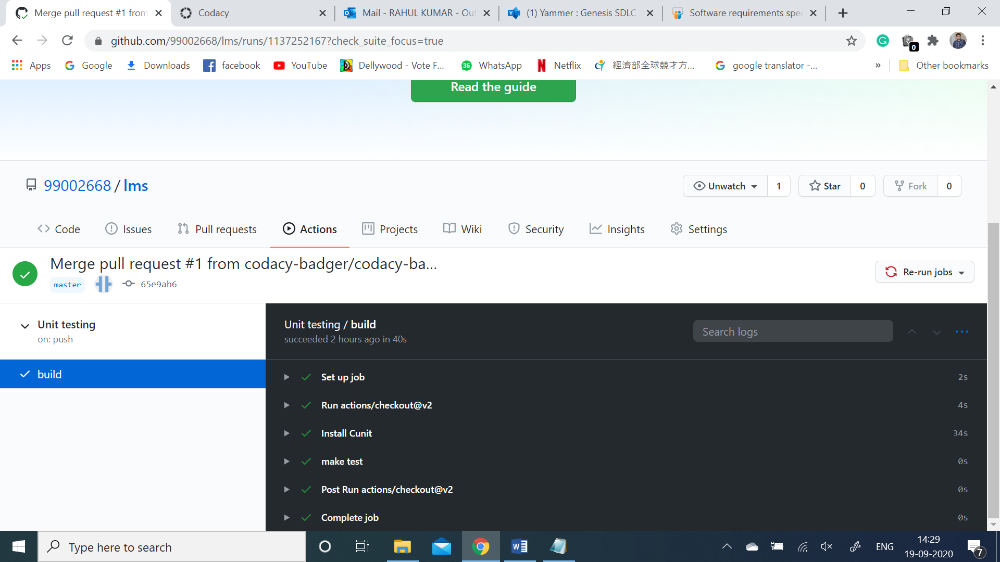 Merge pull request #1 from
Codacy
Mail - RAHUL KUMAR - Out
(1) Yammer : Genesis SDLC
Software requirements spec
github.com/99002668/lms/runs/1137252167?check_suite_focus=true
0
Apps
Google
Downloads
facebook
YouTube
Dellywood - Vote F...
36
WhatsApp
Netflix
經濟部全球競才方...
google translator -...
»
Other bookmarks
Read the guide
99002668 / lms
Unwatch 1
Star 0
Fork 0
Code
Issues
Pull requests
Actions
Projects
Wiki
Security
Insights
Settings
Merge pull request #1 from codacy-badger/codacy-ba...
master
65e9ab6
Re-run jobs
Unit testing
on: push
build
Unit testing / build
succeeded 2 hours ago in 40s
Search logs
Set up job 2s
Run actions/checkout@v2 4s
Install Cunit 34s
make test 0s
Post Run actions/checkout@v2 0s
Complete job 0s
Type here to search
ENG
14:29
19-09-2020
7